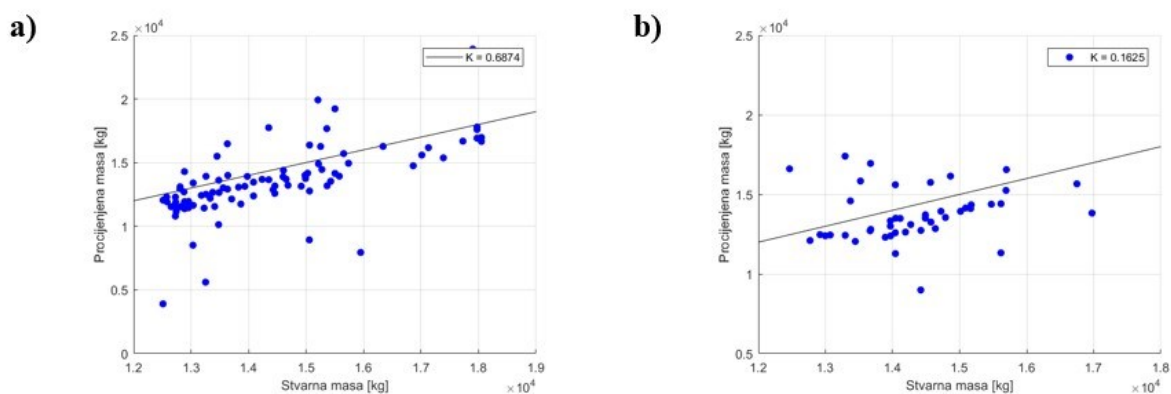 a)
×10⁴
2.5
2
1.5
1
0.5
0
Procijenjena masa [kg]
K = 0.6874
1.2 1.3 1.4 1.5 1.6 1.7 1.8 1.9
Stvarna masa [kg]
×10⁴
b)
×10⁴
2.5
2
1.5
1
0.5
Procijenjena masa [kg]
K = 0.1625
1.2 1.3 1.4 1.5 1.6 1.7 1.8
Stvarna masa [kg]
×10⁴